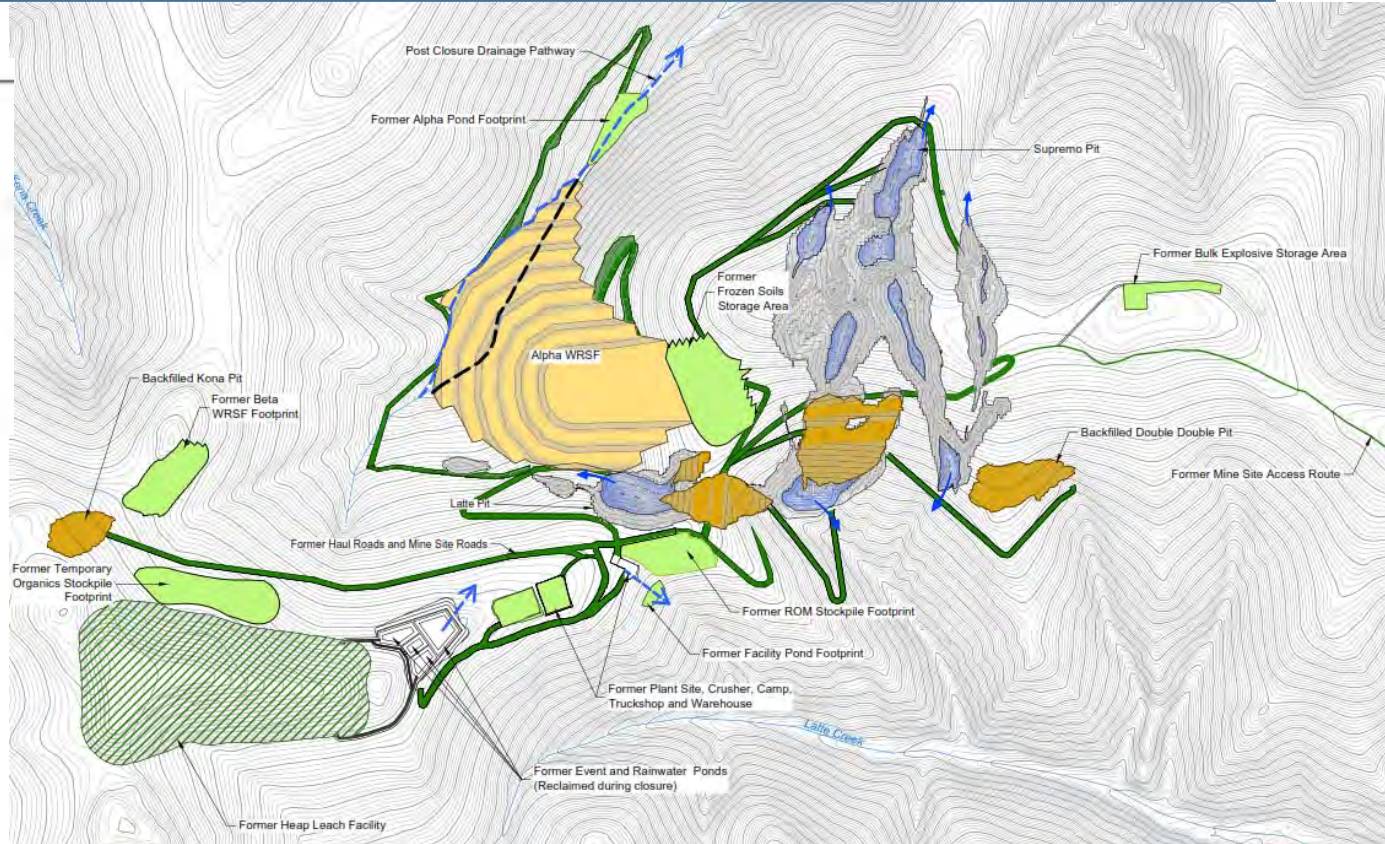 Post Closure Drainage Pathway
Former Alpha Pond Footprint
Supremo Pit
Kona Creek
Former Bulk Explosive Storage Area
Former
Frozen Soils
Storage Area
Alpha WRSF
Backfilled Kona Pit
Former Beta
WRSF Footprint
Backfilled Double Double Pit
Former Mine Site Access Route
Latte Pit
Former Haul Roads and Mine Site Roads
Former Temporary
Organics Stockpile
Footprint
Former ROM Stockpile Footprint
Former Facility Pond Footprint
Former Plant Site, Crusher, Camp,
Truckshop and Warehouse
Latte Creek
Former Event and Rainwater Ponds
(Reclaimed during closure)
Former Heap Leach Facility